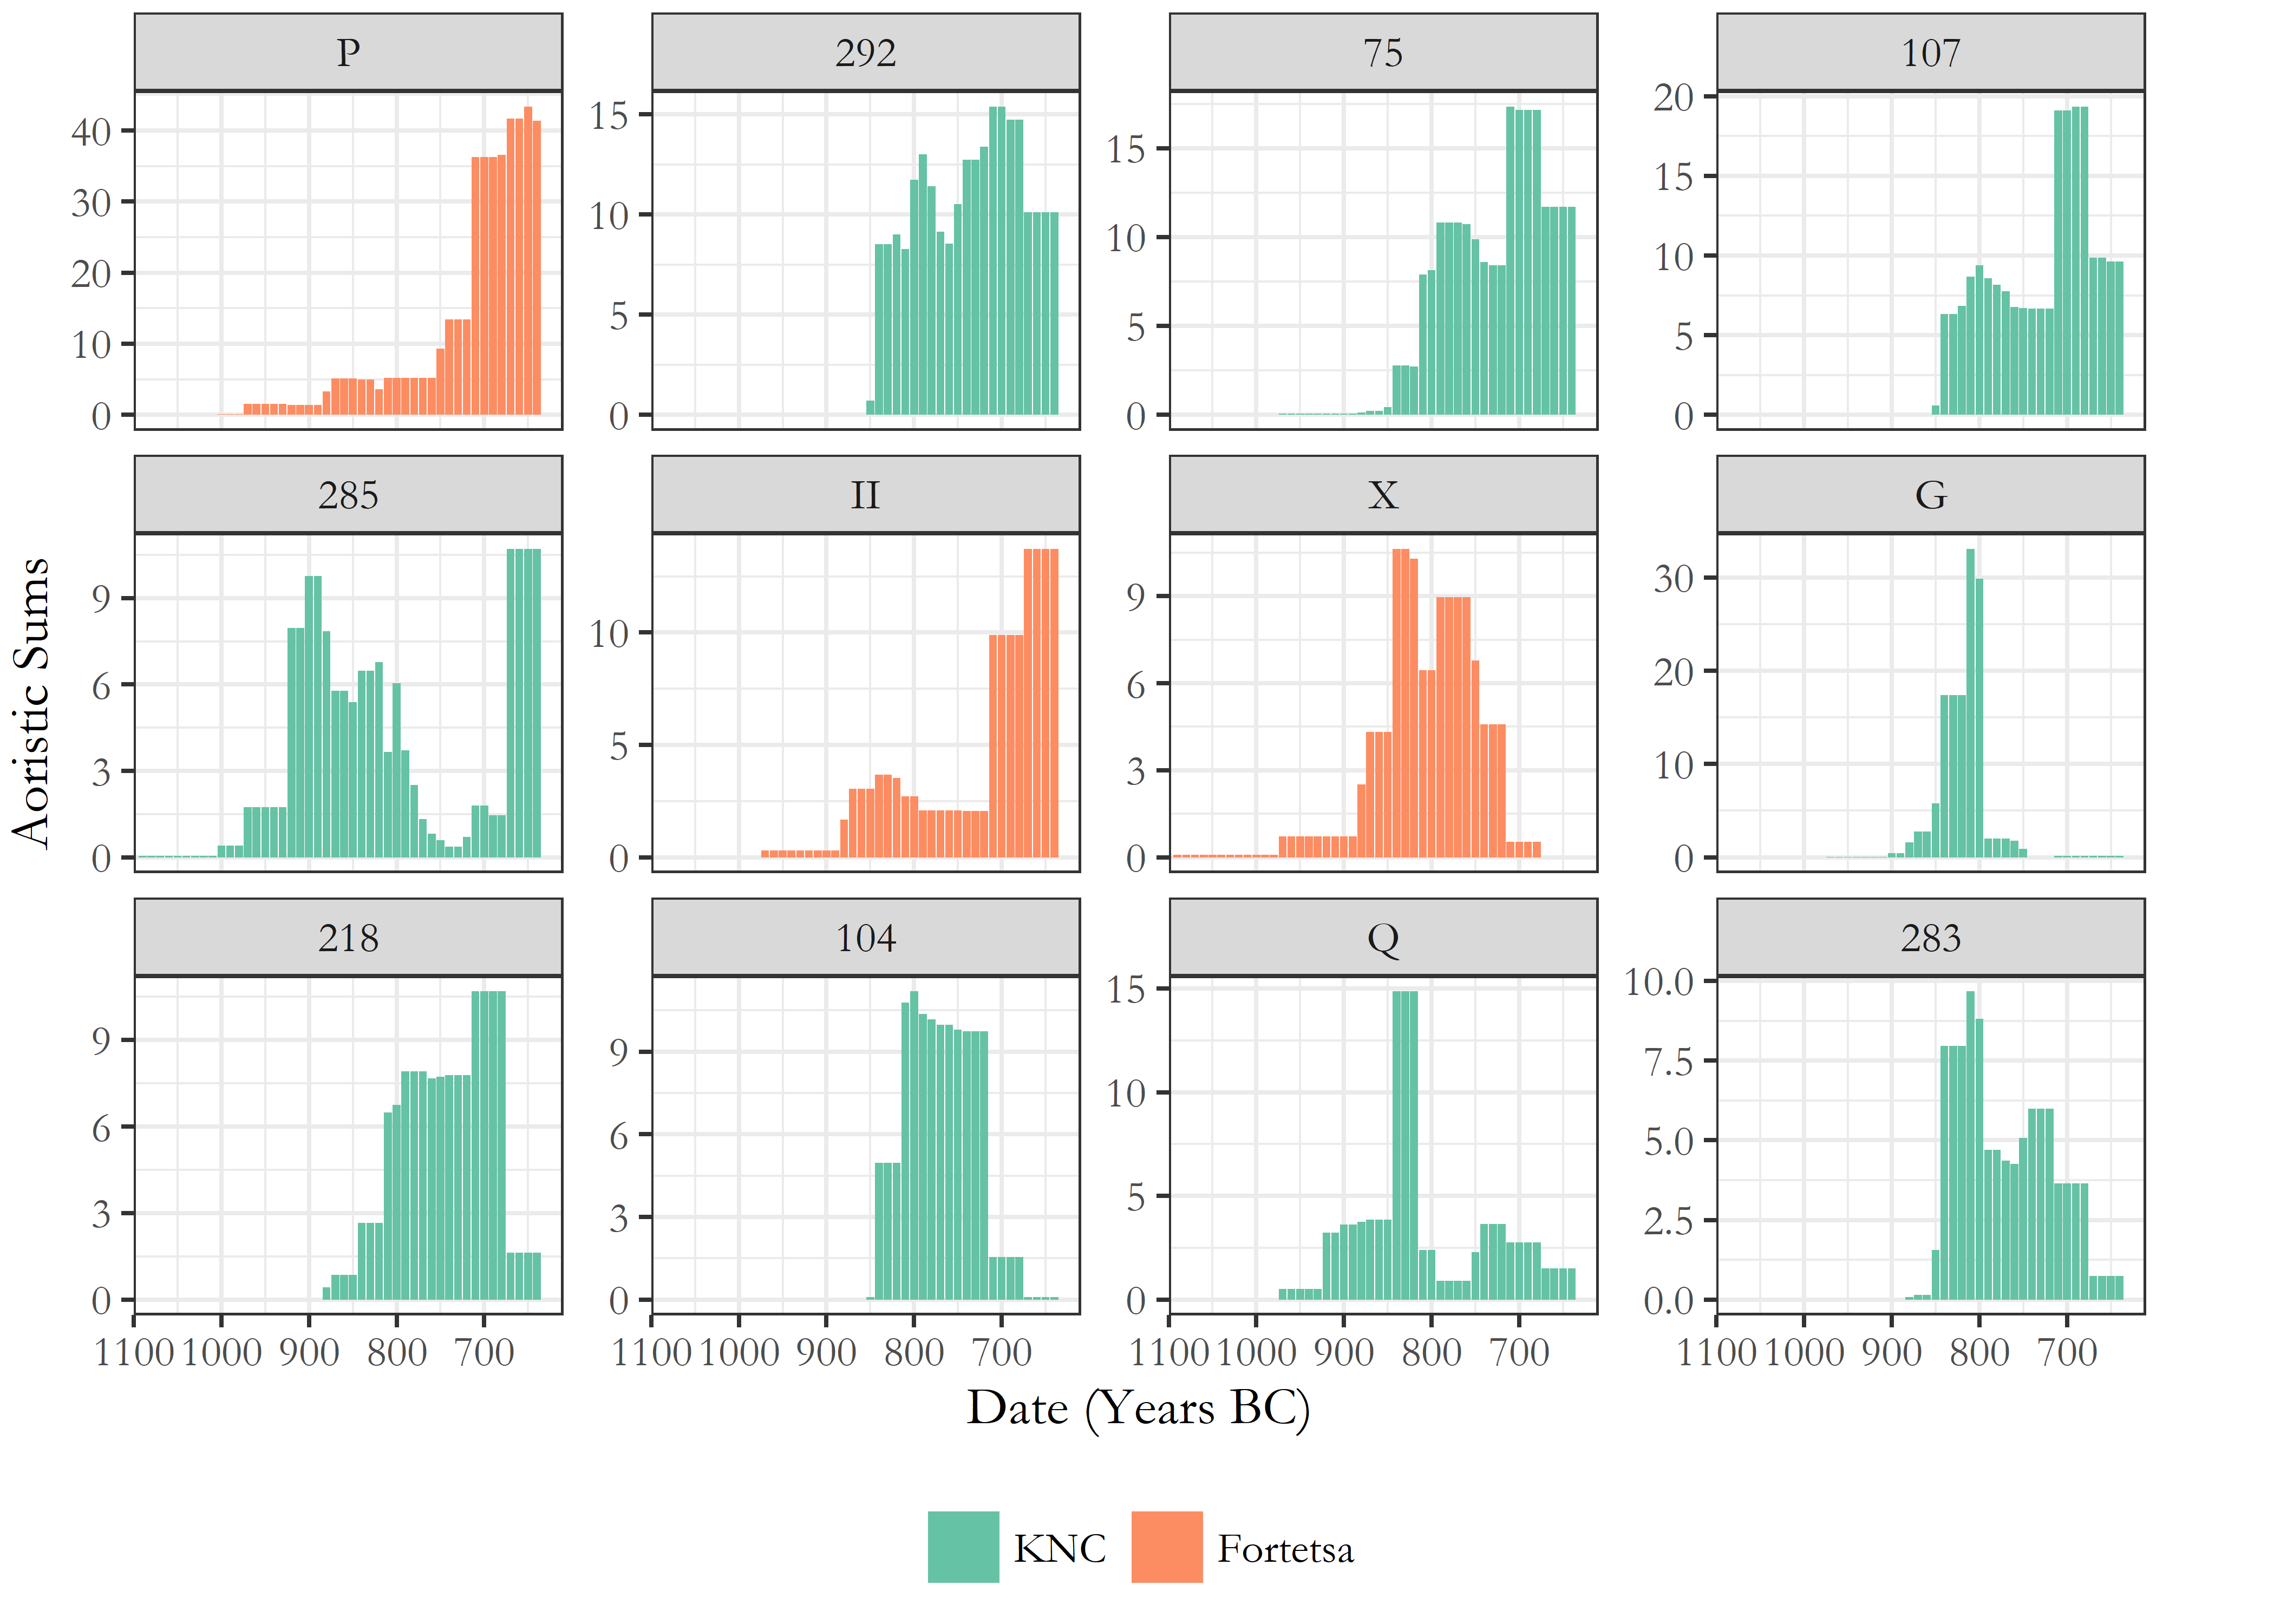 P 292 75 107
40 30 20 10 0
15 10 5 0
15 10 5 0
20 15 10 5 0
285 II X G
9 6 3 0
10 5 0
9 6 3 0
30 20 10 0
218 104 Q 283
9 6 3 0
9 6 3 0
15 10 5 0
10.0 7.5 5.0 2.5 0.0
1100 1000 900 800 700 1100 1000 900 800 700 1100 1000 900 800 700 1100 1000 900 800 700
Aoristic Sums
Date (Years BC)
KNC Fortetsa